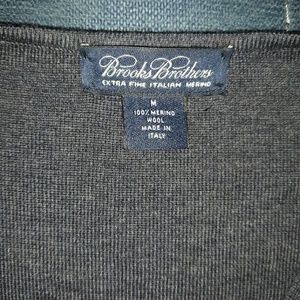 Brooks Brothers
EXTRA FINE ITALIAN MERINO
M
100% MERINO
WOOL
MADE IN
ITALY